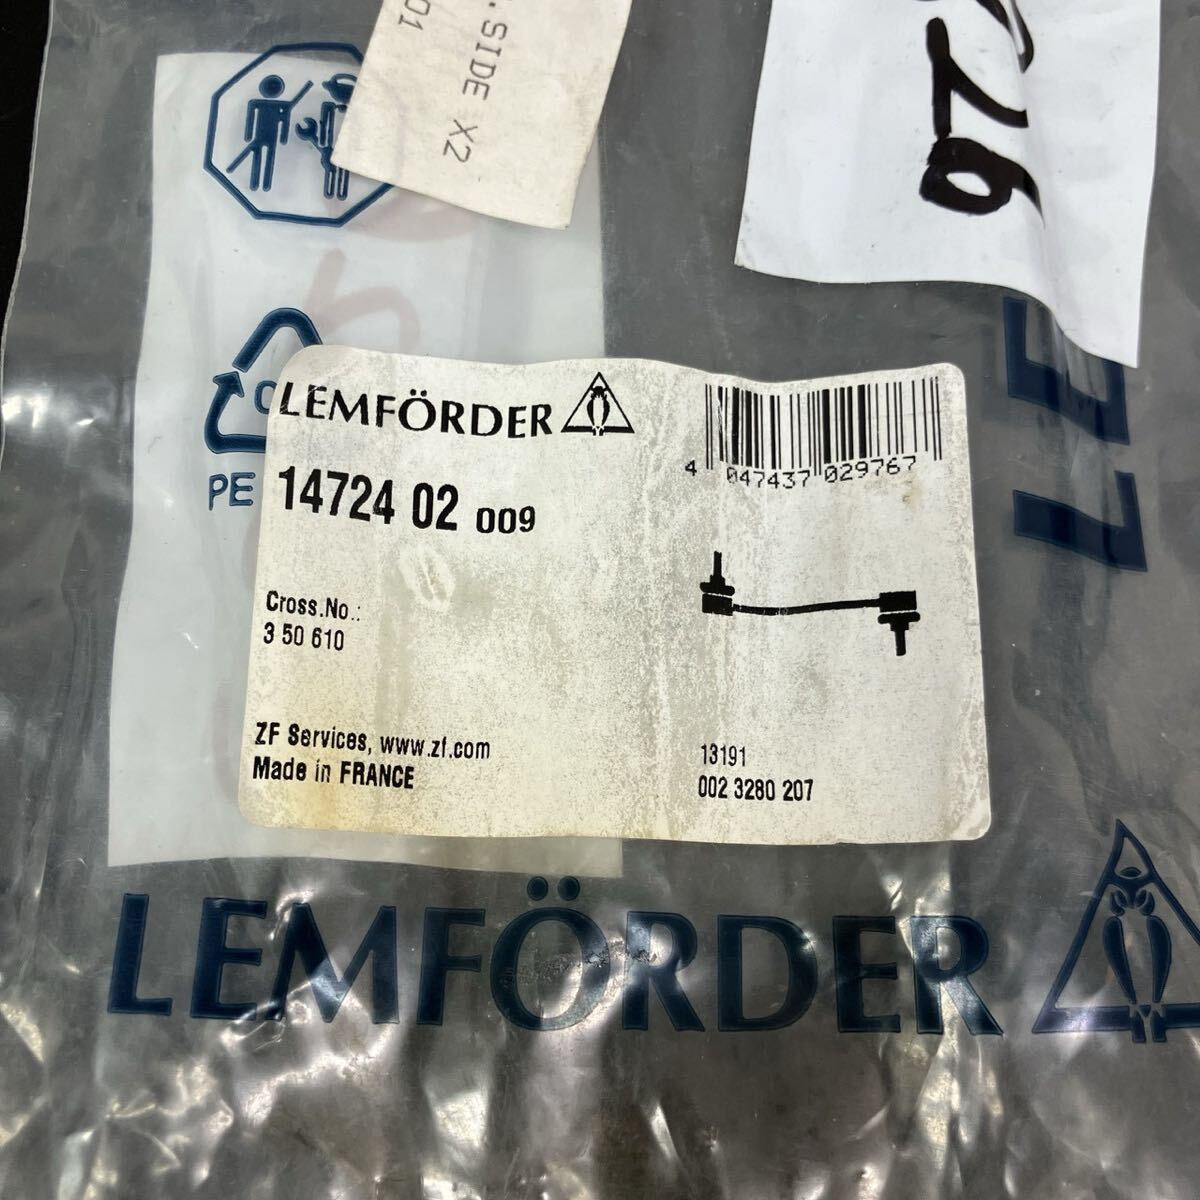 .SIDE X2
01
LEMFÖRDER
4 047437 029767
PE
14724 02 009
Cross.No.:
3 50 610
ZF Services, www.zf.com
Made in FRANCE
13191
002 3280 207
LE
LEMFÖRDER